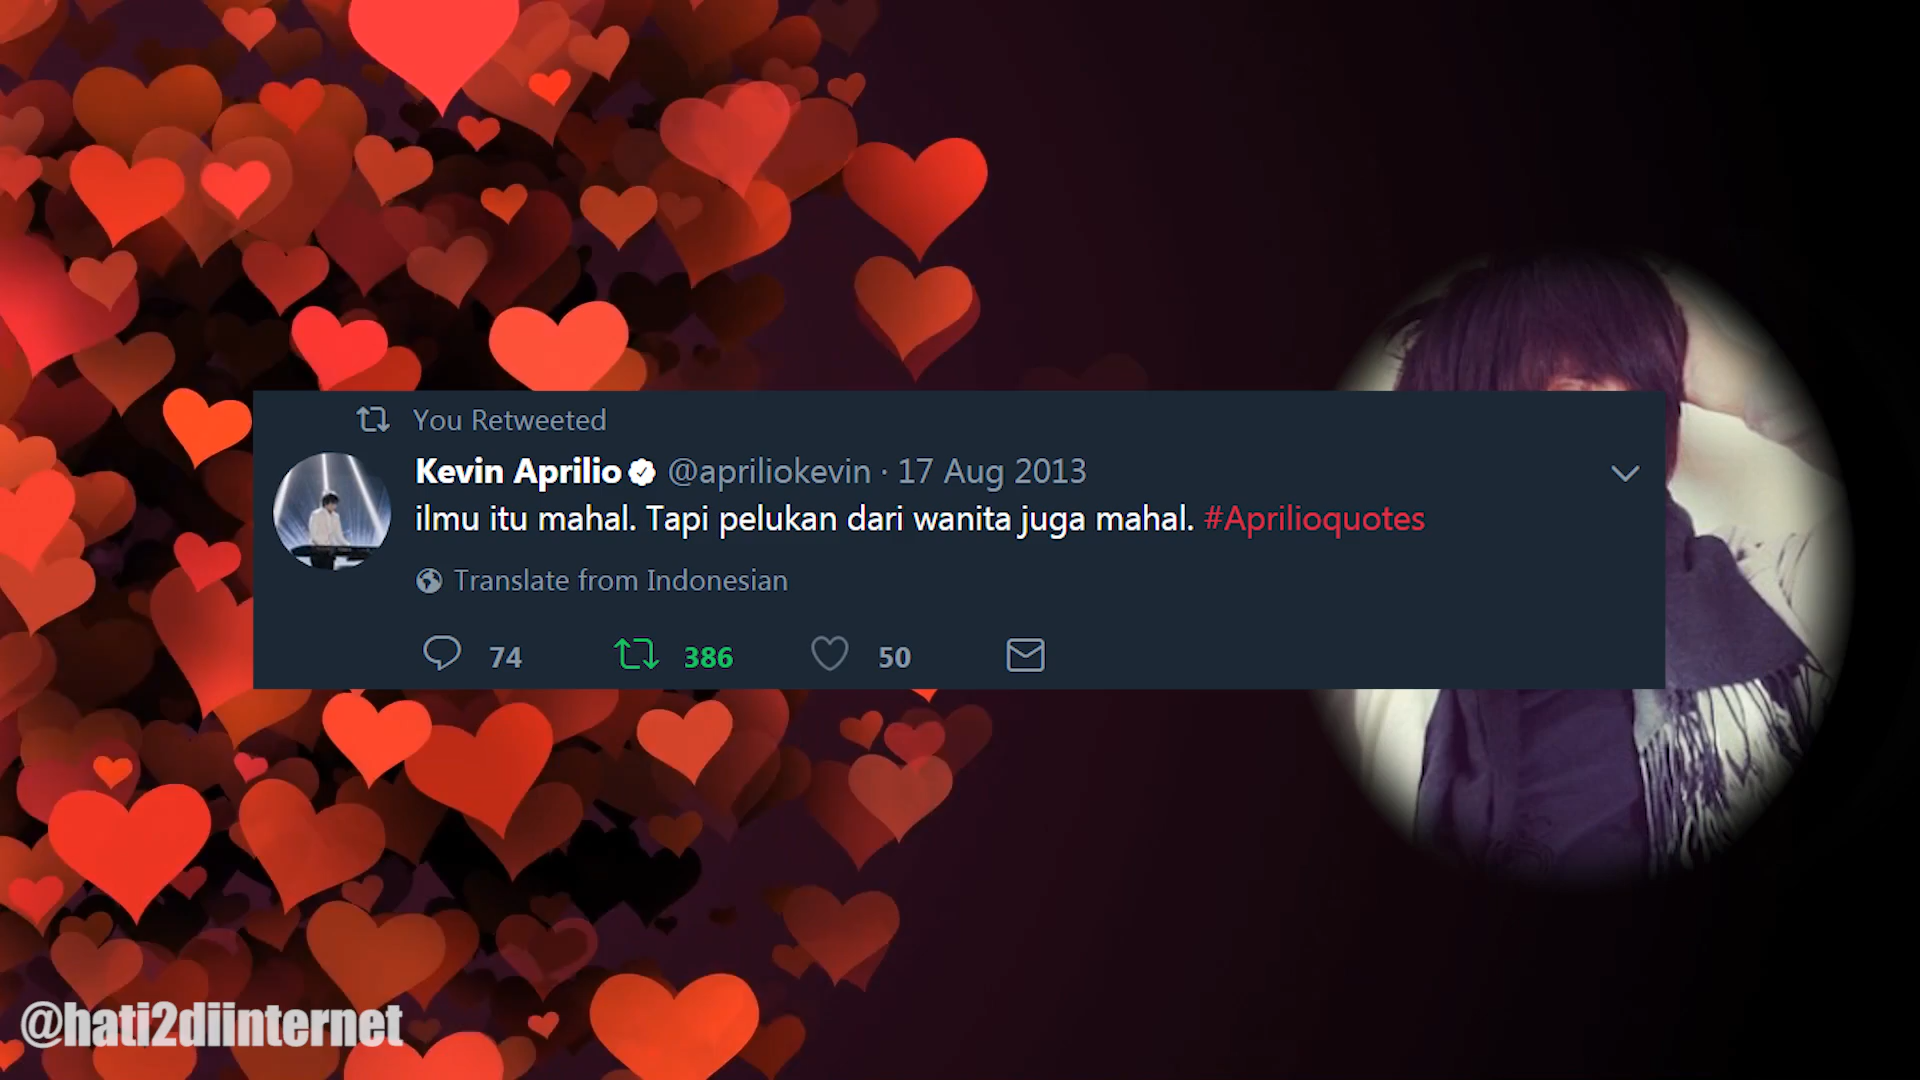 You Retweeted
Kevin Aprilio @apriliokevin · 17 Aug 2013
ilmu itu mahal. Tapi pelukan dari wanita juga mahal. #Aprilioquotes
Translate from Indonesian
74 386 50
@hati2diinternet